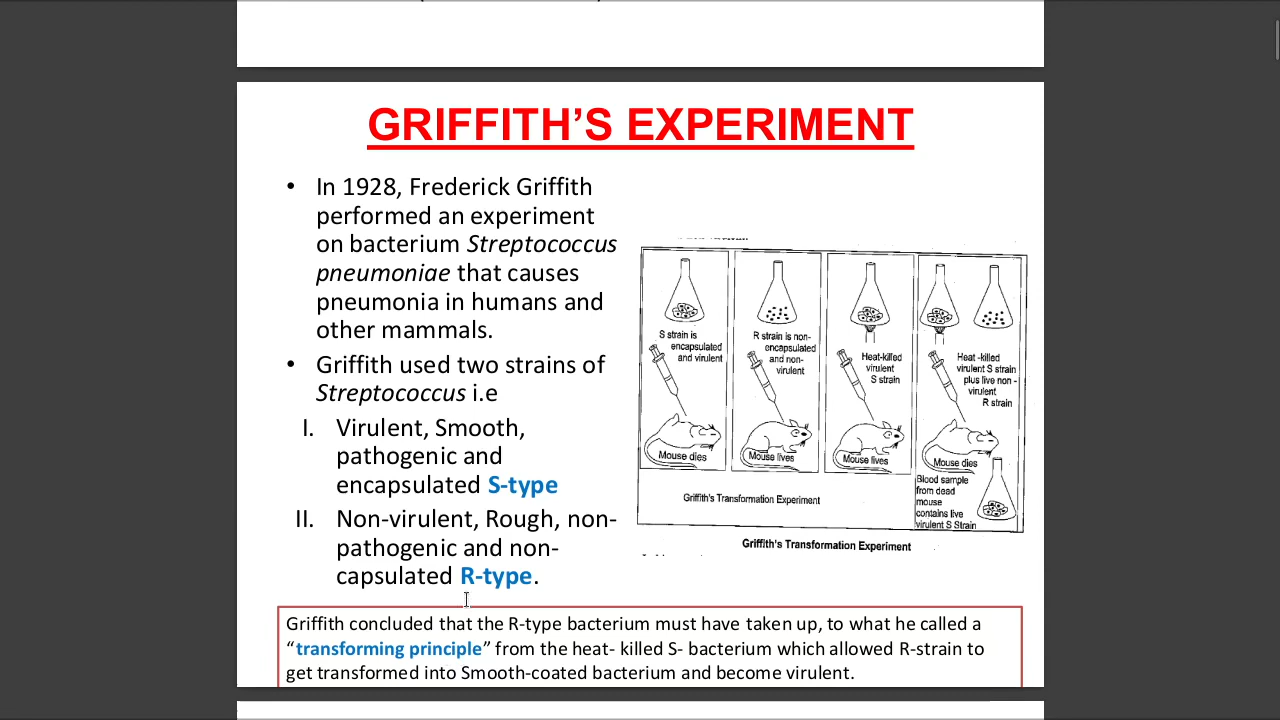 GRIFFITH’S EXPERIMENT
• In 1928, Frederick Griffith
performed an experiment
on bacterium Streptococcus
pneumoniae that causes
pneumonia in humans and
other mammals.
• Griffith used two strains of
Streptococcus i.e
I. Virulent, Smooth,
pathogenic and
encapsulated S-type
II. Non-virulent, Rough, non-
pathogenic and non-
capsulated R-type.
S strain is
encapsulated
and virulent
Mouse dies
R strain is non-
encapsulated
and non-
virulent
Mouse lives
Heat-killed
virulent
S strain
Mouse lives
Heat -killed
virulent S strain
plus live non -
virulent
R strain
Mouse dies
Blood sample
from dead
mouse
contains live
virulent S Strain
Griffith's Transformation Experiment
Griffith's Transformation Experiment
Griffith concluded that the R-type bacterium must have taken up, to what he called a
“transforming principle” from the heat- killed S- bacterium which allowed R-strain to
get transformed into Smooth-coated bacterium and become virulent.